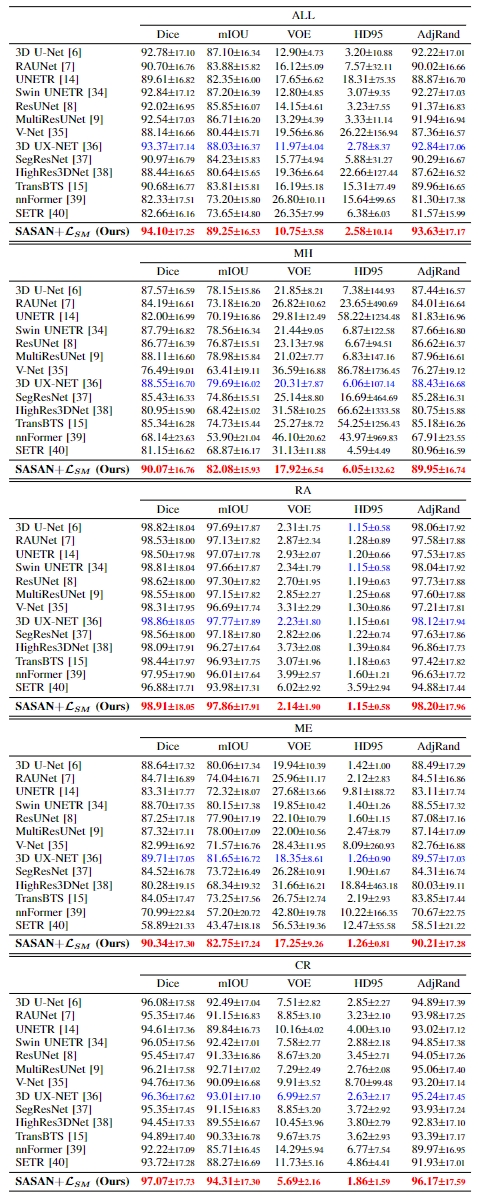 ALL
Dice mIOU VOE HD95 AdjRand
3D U-Net [6] 92.78±17.10 87.10±16.34 12.90±4.73 3.20±10.88 92.22±17.01
RAUNet [7] 90.70±16.76 83.88±15.82 16.12±5.09 7.57±32.11 90.02±16.66
UNETR [14] 89.61±16.82 82.35±16.00 17.65±6.62 18.31±75.35 88.87±16.70
Swin UNETR [34] 92.84±17.12 87.20±16.39 12.80±4.85 3.07±9.35 92.27±17.03
ResUNet [8] 92.02±16.95 85.85±16.07 14.15±4.61 3.23±7.55 91.37±16.83
MultiResUNet [9] 92.54±17.03 86.71±16.20 13.29±4.39 3.33±11.14 91.94±16.94
V-Net [35] 88.14±16.66 80.44±15.71 19.56±6.86 26.22±156.94 87.36±16.57
3D UX-NET [36] 93.37±17.14 88.03±16.37 11.97±4.04 2.78±8.37 92.84±17.06
SegResNet [37] 90.97±16.79 84.23±15.83 15.77±4.94 5.88±31.27 90.29±16.67
HighRes3DNet [38] 88.44±16.65 80.64±15.65 19.36±6.64 22.66±127.44 87.62±16.52
TransBTS [15] 90.68±16.77 83.81±15.81 16.19±5.18 15.31±77.49 89.96±16.65
nnFormer [39] 82.33±17.51 73.20±15.80 26.80±10.11 15.64±99.65 81.30±17.38
SETR [40] 82.66±16.16 73.65±14.80 26.35±7.99 6.38±6.03 81.57±15.99
SASAN+ℒSM (Ours) 94.10±17.25 89.25±16.53 10.75±3.58 2.58±10.14 93.63±17.17
MH
Dice mIOU VOE HD95 AdjRand
3D U-Net [6] 87.57±16.59 78.15±15.86 21.85±8.21 7.38±144.93 87.44±16.57
RAUNet [7] 84.19±16.61 73.18±16.20 26.82±10.62 23.65±490.69 84.01±16.64
UNETR [14] 82.00±16.99 70.19±16.86 29.81±12.49 58.22±1234.48 81.83±16.96
Swin UNETR [34] 87.79±16.82 78.56±16.34 21.44±9.05 6.87±122.58 87.66±16.80
ResUNet [8] 86.77±16.39 76.87±15.51 23.13±7.98 6.67±94.51 86.62±16.37
MultiResUNet [9] 88.11±16.60 78.98±15.84 21.02±7.77 6.83±147.16 87.96±16.61
V-Net [35] 76.49±19.01 63.41±19.11 36.59±16.88 86.78±1736.45 76.27±19.12
3D UX-NET [36] 88.55±16.70 79.69±16.02 20.31±7.87 6.06±107.14 88.43±16.68
SegResNet [37] 85.43±16.33 74.86±15.51 25.14±8.80 16.69±464.69 85.28±16.31
HighRes3DNet [38] 80.95±15.90 68.42±15.02 31.58±10.25 66.62±1333.58 80.75±15.88
TransBTS [15] 85.34±16.28 74.73±15.44 25.27±8.72 54.25±1256.43 85.18±16.26
nnFormer [39] 68.14±23.63 53.90±21.04 46.10±20.62 43.97±969.83 67.91±23.55
SETR [40] 81.15±16.62 68.87±16.17 31.13±11.88 4.59±4.49 80.96±16.59
SASAN+ℒSM (Ours) 90.07±16.76 82.08±15.93 17.92±6.54 6.05±132.62 89.95±16.74
RA
Dice mIOU VOE HD95 AdjRand
3D U-Net [6] 98.82±18.04 97.69±17.87 2.31±1.75 1.15±0.58 98.06±17.92
RAUNet [7] 98.53±18.00 97.13±17.82 2.87±2.34 1.28±0.89 97.58±17.88
UNETR [14] 98.50±17.98 97.07±17.78 2.93±2.07 1.20±0.66 97.53±17.85
Swin UNETR [34] 98.81±18.04 97.66±17.87 2.34±1.79 1.15±0.58 98.04±17.92
ResUNet [8] 98.62±18.00 97.30±17.82 2.70±1.95 1.19±0.63 97.73±17.88
MultiResUNet [9] 98.55±18.00 97.15±17.82 2.85±2.27 1.25±0.68 97.60±17.88
V-Net [35] 98.31±17.95 96.69±17.74 3.31±2.29 1.30±0.86 97.21±17.81
3D UX-NET [36] 98.86±18.05 97.77±17.89 2.23±1.80 1.15±0.61 98.12±17.94
SegResNet [37] 98.56±18.00 97.18±17.80 2.82±2.06 1.22±0.74 97.63±17.86
HighRes3DNet [38] 98.09±17.91 96.27±17.64 3.73±2.08 1.39±0.84 96.86±17.73
TransBTS [15] 98.44±17.97 96.93±17.75 3.07±1.96 1.18±0.63 97.42±17.82
nnFormer [39] 97.95±17.90 96.01±17.64 3.99±2.57 1.60±1.21 96.63±17.72
SETR [40] 96.88±17.71 93.98±17.31 6.02±2.92 3.59±2.94 94.88±17.44
SASAN+ℒSM (Ours) 98.91±18.05 97.86±17.91 2.14±1.90 1.15±0.58 98.20±17.96
ME
Dice mIOU VOE HD95 AdjRand
3D U-Net [6] 88.64±17.32 80.06±17.34 19.94±10.39 1.42±1.00 88.49±17.29
RAUNet [7] 84.71±16.89 74.04±16.71 25.96±11.17 2.12±2.83 84.51±16.86
UNETR [14] 83.31±17.77 72.32±18.07 27.68±13.66 9.81±188.72 83.11±17.74
Swin UNETR [34] 88.70±17.35 80.15±17.38 19.85±10.42 1.40±1.26 88.55±17.32
ResUNet [8] 87.25±17.18 77.90±17.19 22.10±10.79 1.60±1.15 87.08±17.16
MultiResUNet [9] 87.32±17.11 78.00±17.09 22.00±10.56 2.47±8.79 87.14±17.09
V-Net [35] 82.99±16.92 71.57±16.76 28.43±11.95 8.09±260.93 82.76±16.88
3D UX-NET [36] 89.71±17.05 81.65±16.72 18.35±8.61 1.26±0.90 89.57±17.03
SegResNet [37] 84.52±16.78 73.72±16.49 26.28±10.91 1.90±1.67 84.31±16.74
HighRes3DNet [38] 80.28±19.15 68.34±19.32 31.66±16.21 18.84±463.18 80.03±19.11
TransBTS [15] 84.05±17.47 73.25±17.56 26.75±12.74 2.19±2.93 83.85±17.44
nnFormer [39] 70.99±22.84 57.20±20.72 42.80±19.78 10.22±166.35 70.67±22.75
SETR [40] 58.89±21.33 43.47±18.18 56.53±19.36 12.47±55.58 58.51±21.22
SASAN+ℒSM (Ours) 90.34±17.30 82.75±17.24 17.25±9.26 1.26±0.81 90.21±17.28
CR
Dice mIOU VOE HD95 AdjRand
3D U-Net [6] 96.08±17.58 92.49±17.04 7.51±2.82 2.85±2.27 94.89±17.39
RAUNet [7] 95.35±17.46 91.15±16.83 8.85±3.10 3.23±2.10 93.98±17.25
UNETR [14] 94.61±17.36 89.84±16.73 10.16±4.02 4.00±3.10 93.02±17.12
Swin UNETR [34] 96.05±17.56 92.42±17.01 7.58±2.77 2.88±2.18 94.85±17.38
ResUNet [8] 95.45±17.47 91.33±16.86 8.67±3.20 3.45±2.71 94.05±17.26
MultiResUNet [9] 96.21±17.58 92.71±17.02 7.29±2.49 2.76±2.08 95.06±17.40
V-Net [35] 94.76±17.36 90.09±16.68 9.91±3.52 8.70±99.48 93.20±17.14
3D UX-NET [36] 96.36±17.62 93.01±17.10 6.99±2.57 2.63±2.17 95.24±17.45
SegResNet [37] 95.35±17.45 91.15±16.83 8.85±3.20 3.72±2.92 93.93±17.24
HighRes3DNet [38] 94.45±17.33 89.55±16.67 10.45±3.96 3.80±2.79 92.83±17.10
TransBTS [15] 94.89±17.40 90.33±16.78 9.67±3.75 3.62±2.93 93.39±17.17
nnFormer [39] 92.22±17.09 85.71±16.45 14.29±5.94 6.77±7.54 89.97±16.95
SETR [40] 93.72±17.28 88.27±16.69 11.73±5.16 4.86±4.41 91.93±17.01
SASAN+ℒSM (Ours) 97.07±17.73 94.31±17.30 5.69±2.16 1.86±1.59 96.17±17.59